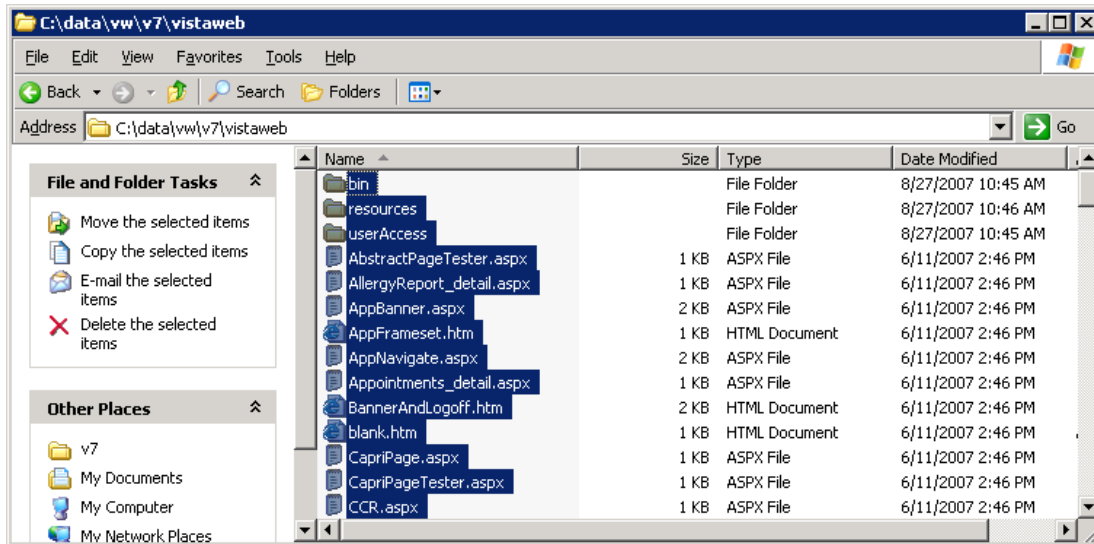 C:\data\vw\v7\vistaweb
File Edit View Favorites Tools Help
Back Search Folders
Address C:\data\vw\v7\vistaweb Go
File and Folder Tasks
Move the selected items
Copy the selected items
E-mail the selected
items
Delete the selected
items
Other Places
v7
My Documents
My Computer
My Network Places
Name Size Type Date Modified
bin File Folder 8/27/2007 10:45 AM
resources File Folder 8/27/2007 10:46 AM
userAccess File Folder 8/27/2007 10:45 AM
AbstractPageTester.aspx 1 KB ASPX File 6/11/2007 2:46 PM
AllergyReport_detail.aspx 1 KB ASPX File 6/11/2007 2:46 PM
AppBanner.aspx 2 KB ASPX File 6/11/2007 2:46 PM
AppFrameset.htm 1 KB HTML Document 6/11/2007 2:46 PM
AppNavigate.aspx 2 KB ASPX File 6/11/2007 2:46 PM
Appointments_detail.aspx 1 KB ASPX File 6/11/2007 2:46 PM
BannerAndLogoff.htm 2 KB HTML Document 6/11/2007 2:46 PM
blank.htm 1 KB HTML Document 6/11/2007 2:46 PM
CapriPage.aspx 1 KB ASPX File 6/11/2007 2:46 PM
CapriPageTester.aspx 1 KB ASPX File 6/11/2007 2:46 PM
CCR.aspx 1 KB ASPX File 6/11/2007 2:46 PM